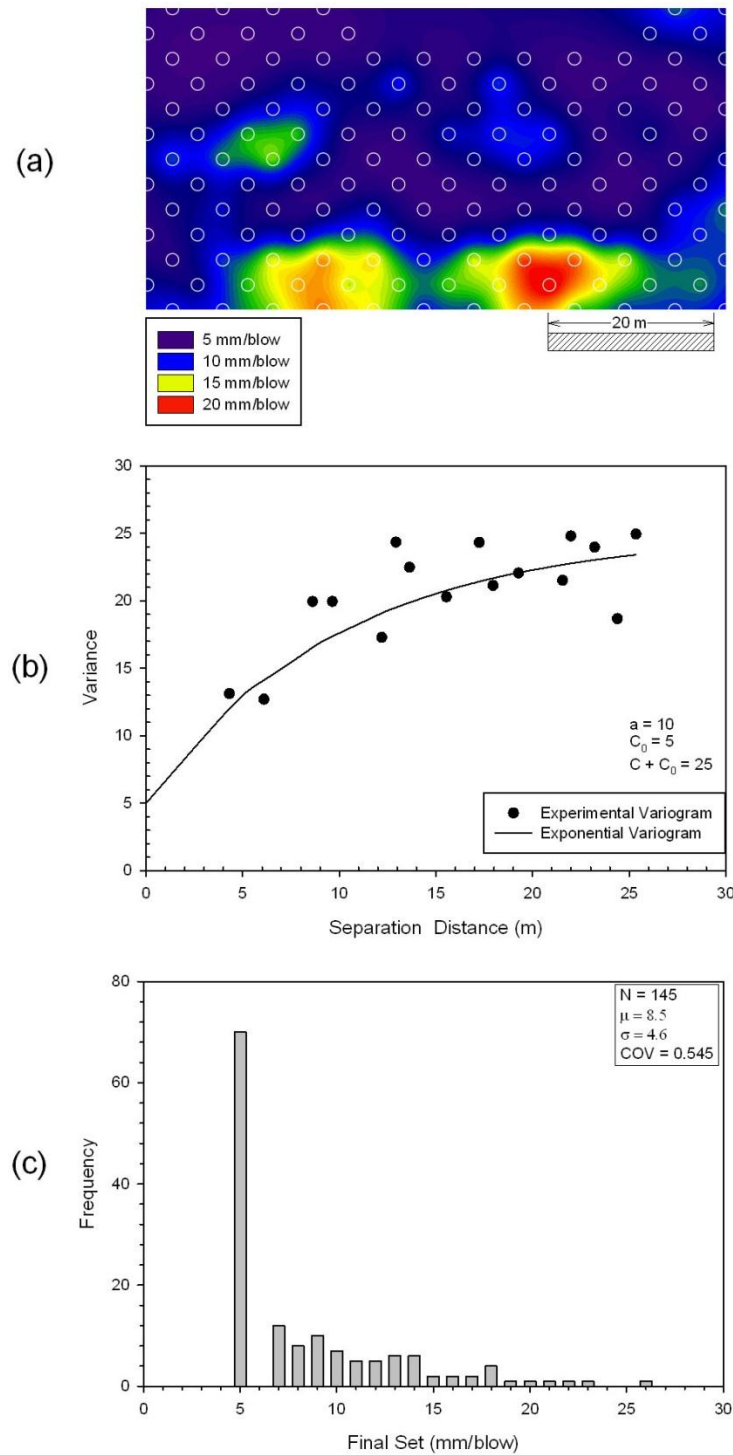 (a)
20 m
5 mm/blow
10 mm/blow
15 mm/blow
20 mm/blow
(b)
30
25
20
15
10
5
0
Variance
a = 10
C₀ = 5
C + C₀ = 25
Experimental Variogram
Exponential Variogram
0 5 10 15 20 25 30
Separation Distance (m)
(c)
80
60
40
20
0
Frequency
N = 145
μ = 8.5
σ = 4.6
COV = 0.545
0 5 10 15 20 25 30
Final Set (mm/blow)